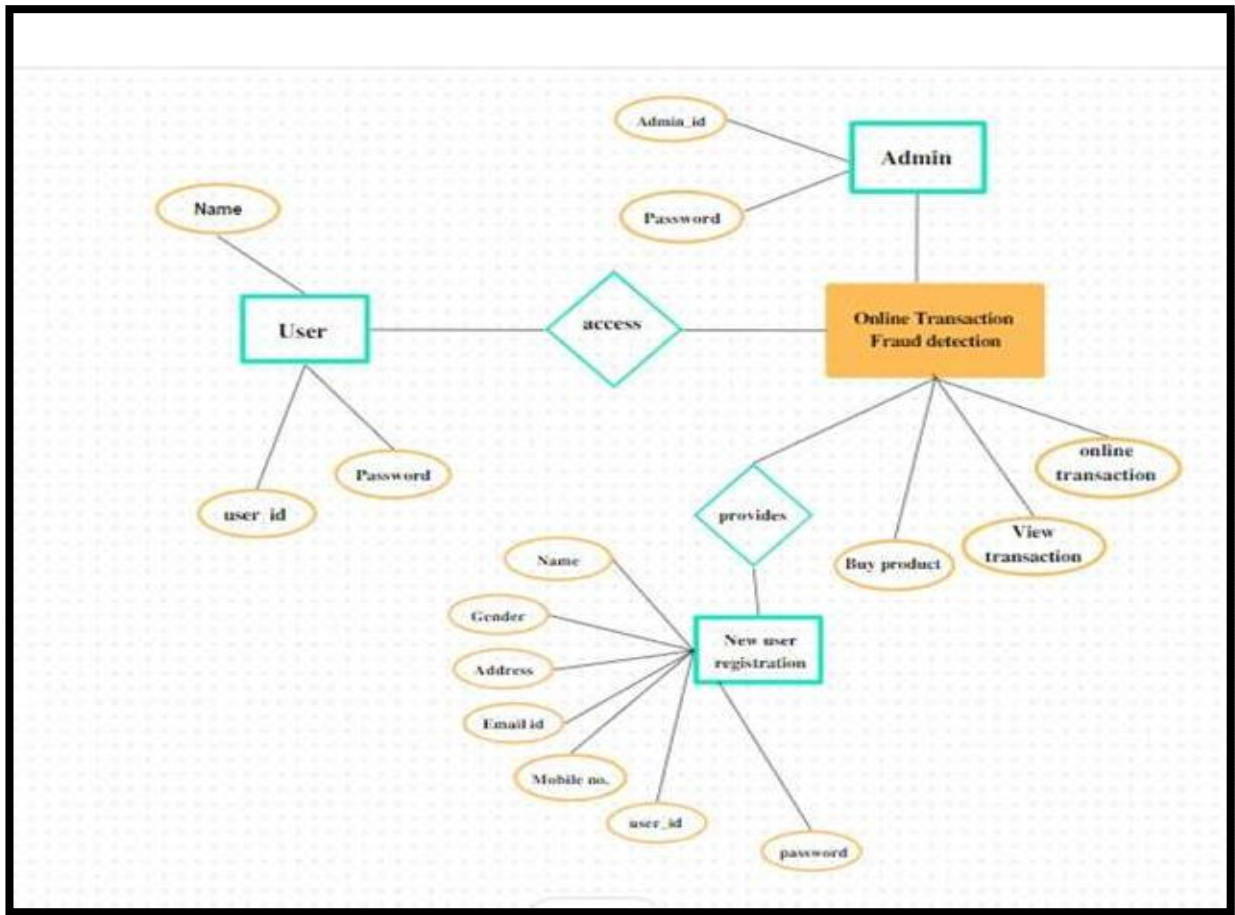 Admin_id
Admin
Name
Password
User
access
Online Transaction
Fraud detection
Password
user_id
online
transaction
provides
View
transaction
Buy product
Name
Gender
Address
Email id
Mobile no.
user_id
New user
registration
password